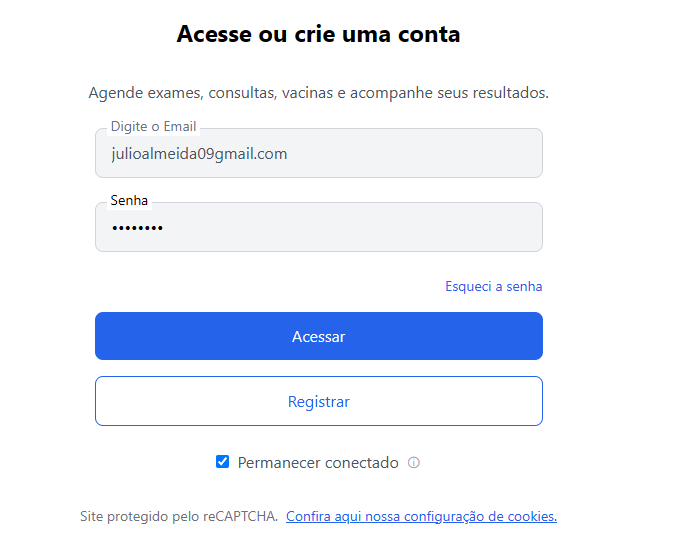 Acesse ou crie uma conta
Agende exames, consultas, vacinas e acompanhe seus resultados.
Digite o Email
julioalmeida09gmail.com
Senha
••••••••
Esqueci a senha
Acessar
Registrar
Permanecer conectado
Site protegido pelo reCAPTCHA. Confira aqui nossa configuração de cookies.